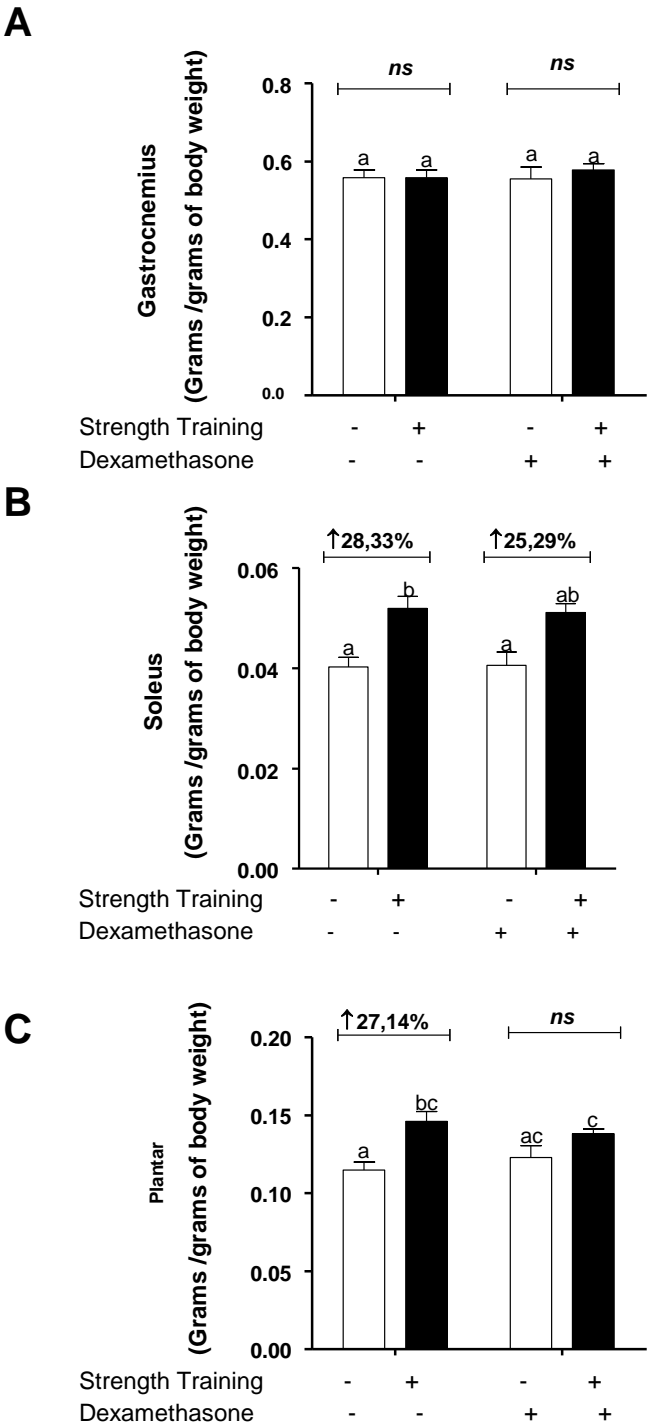 A
Gastrocnemius
(Grams /grams of body weight)
ns
ns
0.8
0.6
0.4
0.2
0.0
a
a
a
a
Strength Training - + - +
Dexamethasone - - + +
B
Soleus
(Grams /grams of body weight)
↑28,33%
↑25,29%
0.06
0.04
0.02
0.00
a
b
a
ab
Strength Training - + - +
Dexamethasone - - + +
C
Plantar
(Grams /grams of body weight)
↑27,14%
ns
0.20
0.15
0.10
0.05
0.00
a
bc
ac
c
Strength Training - + - +
Dexamethasone - - + +